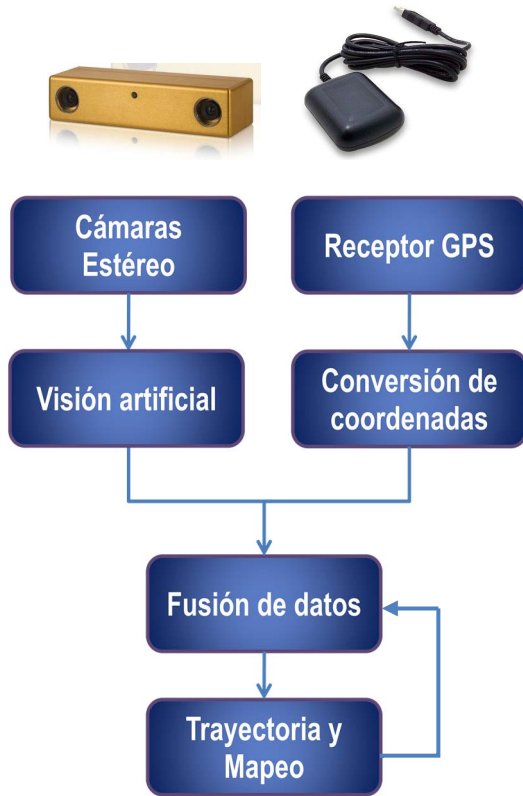 Cámaras
Estéreo
Receptor GPS
Visión artificial
Conversión de
coordenadas
Fusión de datos
Trayectoria y
Mapeo